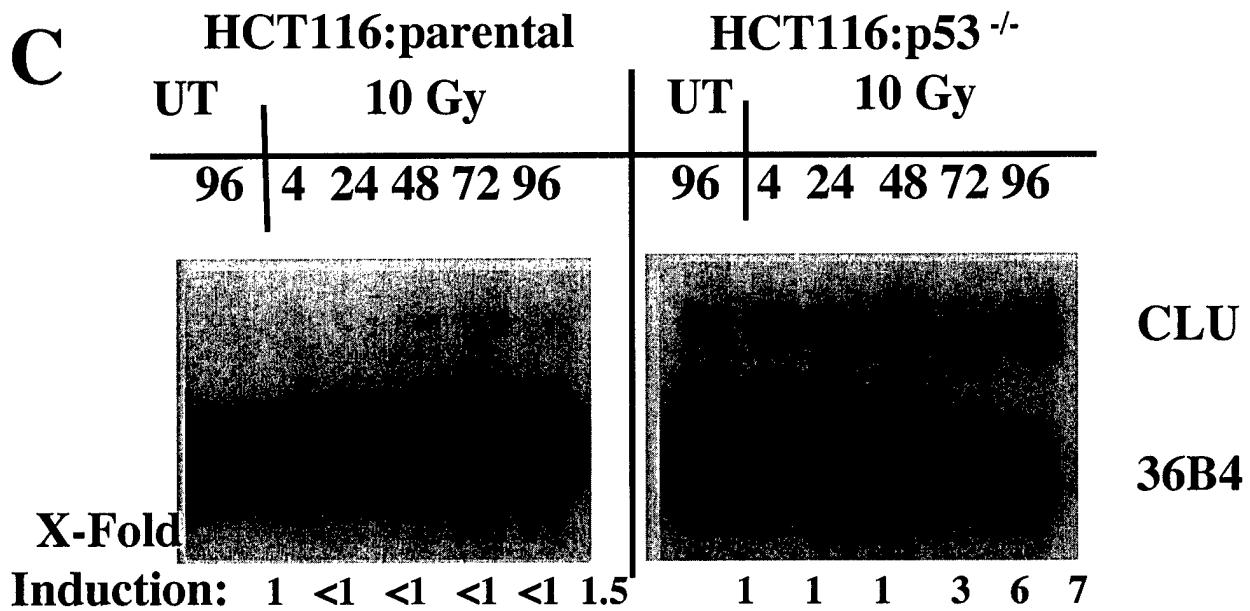 C
HCT116:parental HCT116:p53 -/-
UT 10 Gy UT 10 Gy
96 4 24 48 72 96 96 4 24 48 72 96
CLU
36B4
X-Fold
Induction: 1 <1 <1 <1 <1 1.5 1 1 1 3 6 7